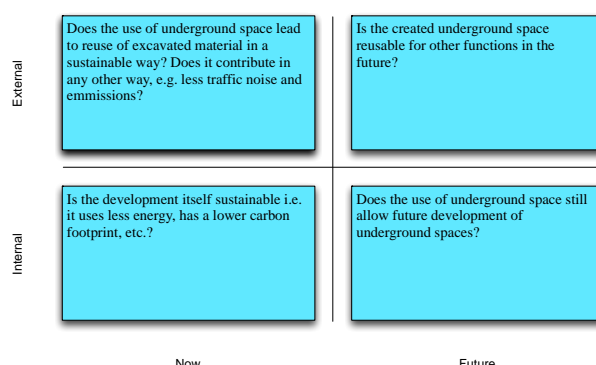 External
Does the use of underground space lead
to reuse of excavated material in a
sustainable way? Does it contribute in
any other way, e.g. less traffic noise and
emmissions?
Is the created underground space
reusable for other functions in the
future?
Internal
Is the development itself sustainable i.e.
it uses less energy, has a lower carbon
footprint, etc.?
Does the use of underground space still
allow future development of
underground spaces?
Now
Future